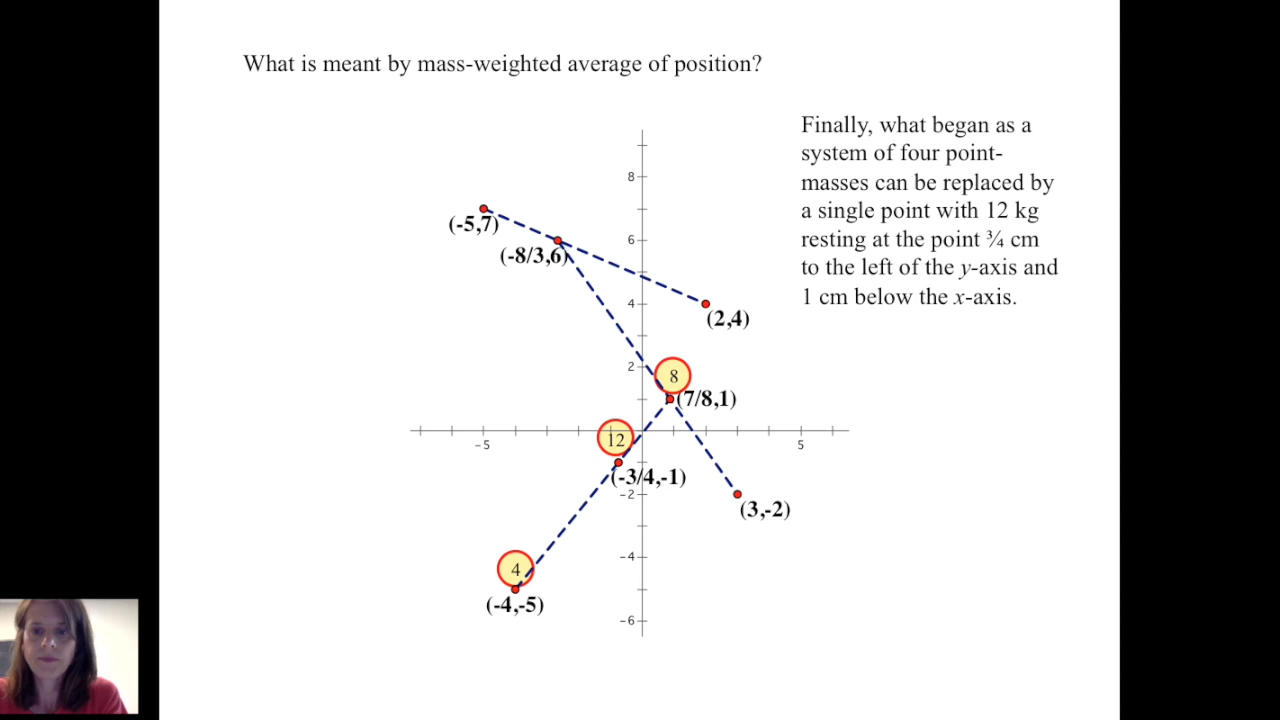 What is meant by mass-weighted average of position?
Finally, what began as a
system of four point-
masses can be replaced by
a single point with 12 kg
resting at the point ¾ cm
to the left of the y-axis and
1 cm below the x-axis.
8
(-5,7)
6
(-8/3,6)
4
(2,4)
2
8
(7/8,1)
12
-5
5
(-3/4,-1)
-2
(3,-2)
-4
4
(-4,-5)
-6